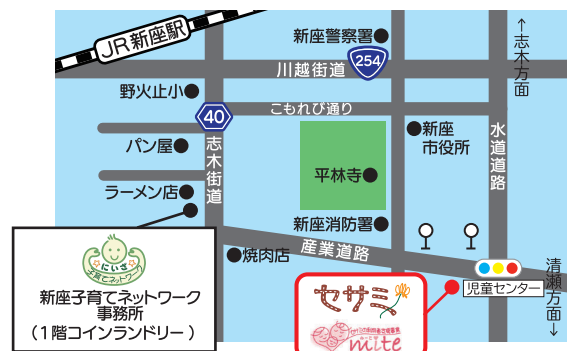 JR新座駅
新座警察署
↑志木方面
254
川越街道
野火止小
40
こもれび通り
パン屋
志木街道
新座
市役所
水道道路
平林寺
ラーメン店
新座消防署
産業道路
焼肉店
にいざ
子育てネットワーク
新座子育てネットワーク
事務所
(1階コインランドリー)
セサミ
mite
児童センター
清瀬方面↓